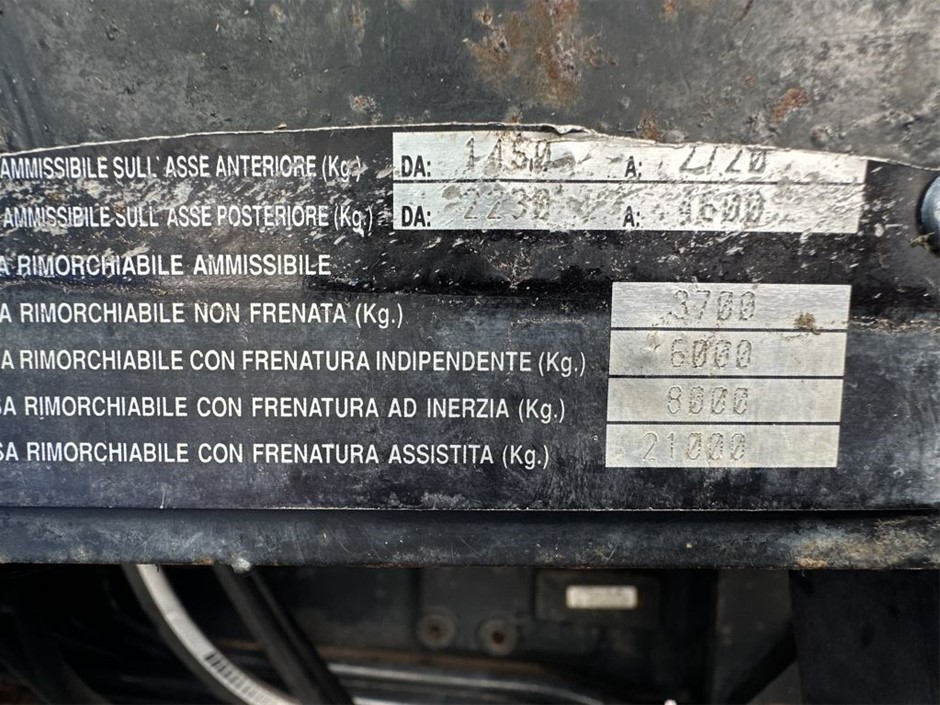 AMMISSIBILE SULL'ASSE ANTERIORE (Kg.) DA: 1450 A: 2720
AMMISSIBILE SULL'ASSE POSTERIORE (Kg.) DA: 2230 A:
A RIMORCHIABILE AMMISSIBILE
A RIMORCHIABILE NON FRENATA (Kg.) 3700
A RIMORCHIABILE CON FRENATURA INDIPENDENTE (Kg.) 6000
SA RIMORCHIABILE CON FRENATURA AD INERZIA (Kg.) 8000
SA RIMORCHIABILE CON FRENATURA ASSISTITA (Kg.) 21000